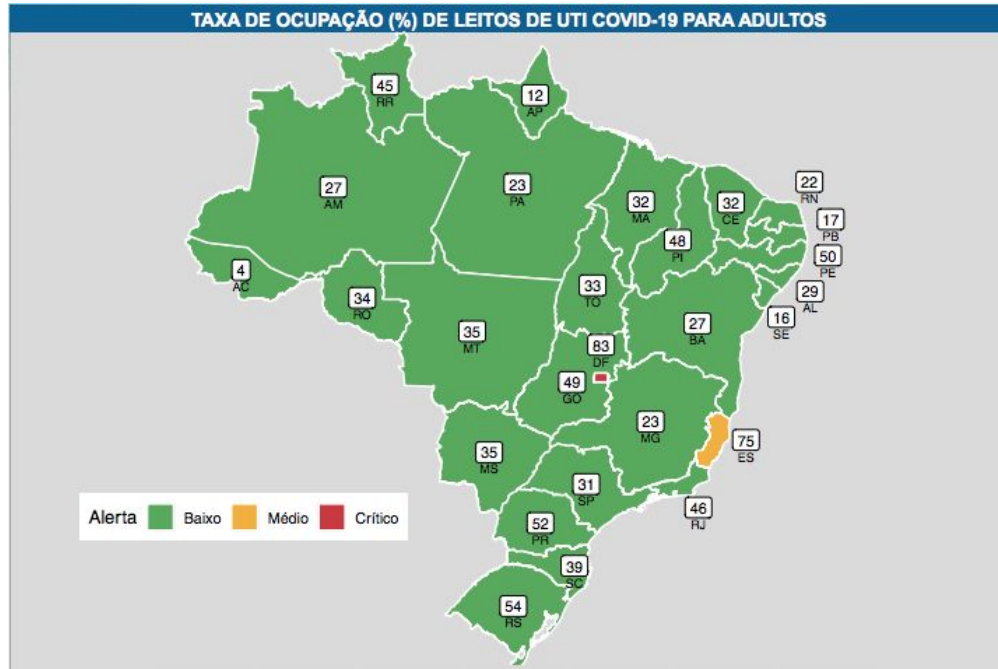 TAXA DE OCUPAÇÃO (%) DE LEITOS DE UTI COVID-19 PARA ADULTOS
45
RR
12
AP
27
AM
23
PA
32
MA
32
CE
22
RN
17
PB
48
PI
50
PE
4
AC
34
RO
33
TO
29
AL
16
SE
35
MT
27
BA
83
DF
49
GO
23
MG
75
ES
35
MS
31
SP
46
RJ
Alerta Baixo Médio Crítico
52
PR
39
SC
54
RS